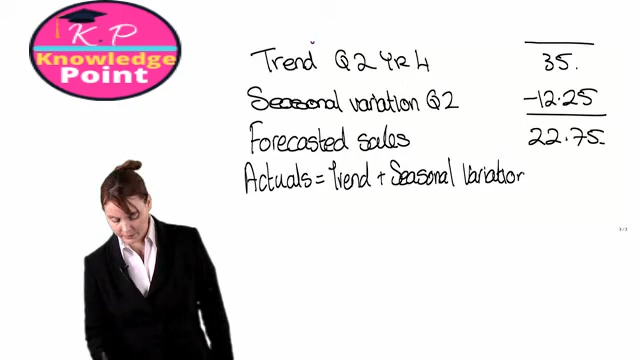 K.P
Knowledge
Point
Trend Q2 YR 4 35.
Seasonal variation Q2 -12.25
Forecasted sales 22.75
Actuals = Trend + Seasonal Variation